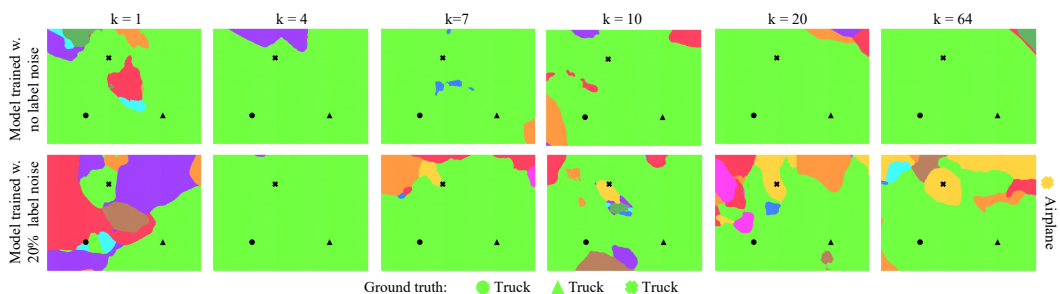 k = 1
k = 4
k=7
k = 10
k = 20
k = 64
Model trained w.
no label noise
Model trained w.
20% label noise
Airplane
Ground truth: Truck Truck Truck